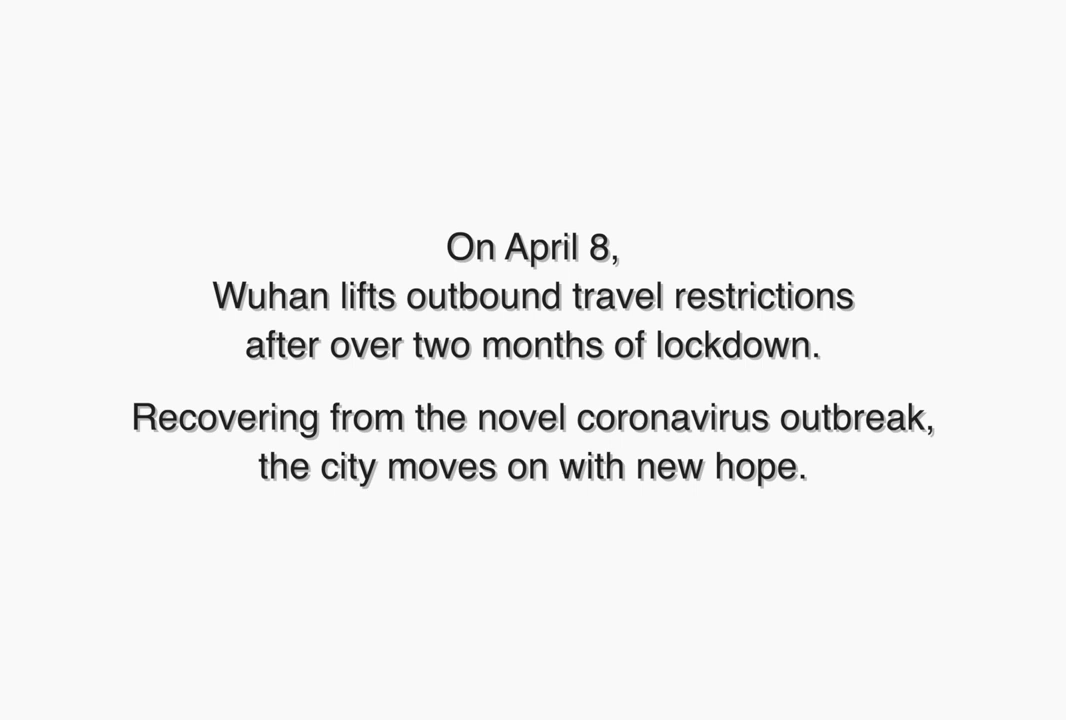 On April 8,
Wuhan lifts outbound travel restrictions
after over two months of lockdown.
Recovering from the novel coronavirus outbreak,
the city moves on with new hope.